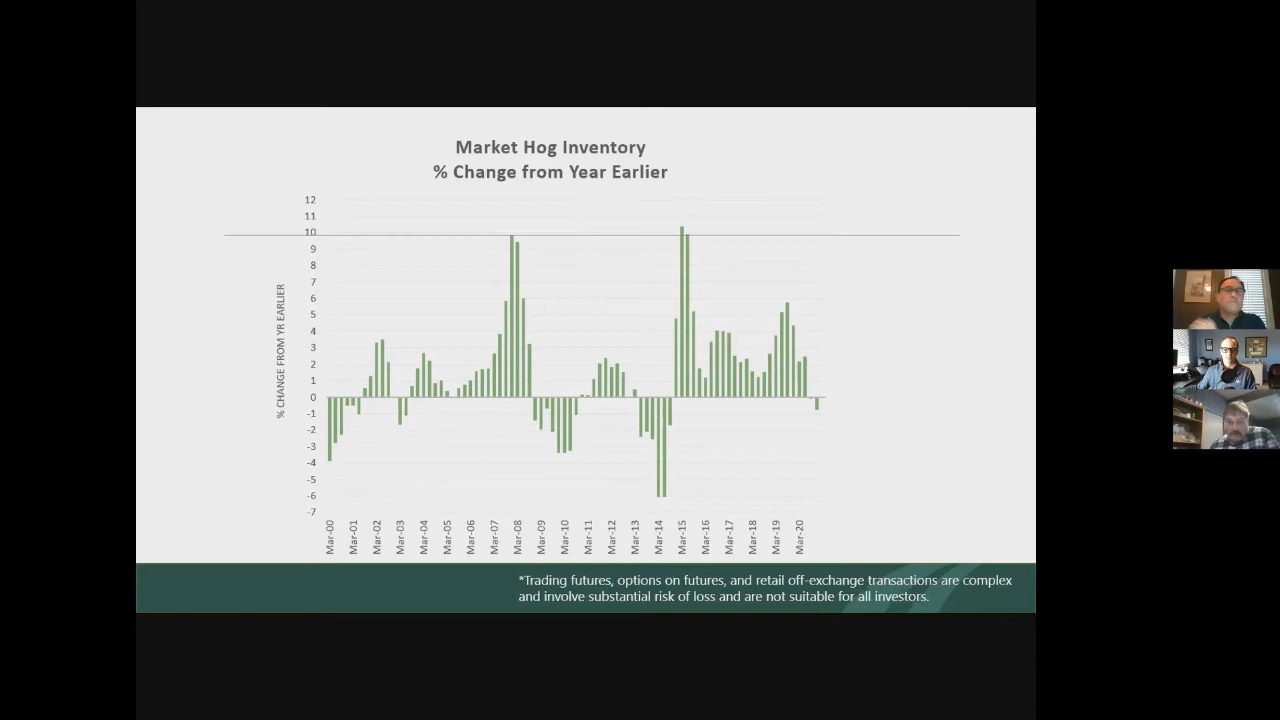 Market Hog Inventory
% Change from Year Earlier
% CHANGE FROM YR EARLIER
12
11
10
9
8
7
6
5
4
3
2
1
0
-1
-2
-3
-4
-5
-6
-7
Mar-00
Mar-01
Mar-02
Mar-03
Mar-04
Mar-05
Mar-06
Mar-07
Mar-08
Mar-09
Mar-10
Mar-11
Mar-12
Mar-13
Mar-14
Mar-15
Mar-16
Mar-17
Mar-18
Mar-19
Mar-20
*Trading futures, options on futures, and retail off-exchange transactions are complex
and involve substantial risk of loss and are not suitable for all investors.